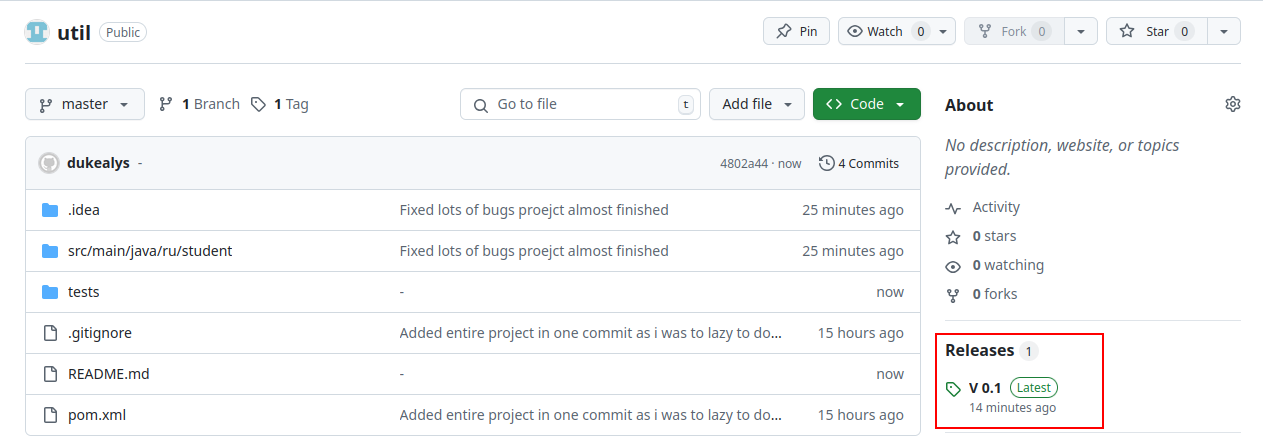 util Public Pin Watch 0 Fork 0 Star 0
master 1 Branch 1 Tag Go to file t Add file Code
dukealys - 4802a44 · now 4 Commits
.idea Fixed lots of bugs proejct almost finished 25 minutes ago
src/main/java/ru/student Fixed lots of bugs proejct almost finished 25 minutes ago
tests - now
.gitignore Added entire project in one commit as i was to lazy to do... 15 hours ago
README.md - now
pom.xml Added entire project in one commit as i was to lazy to do... 15 hours ago
About
No description, website, or topics
provided.
Activity
0 stars
0 watching
0 forks
Releases 1
V 0.1 Latest
14 minutes ago